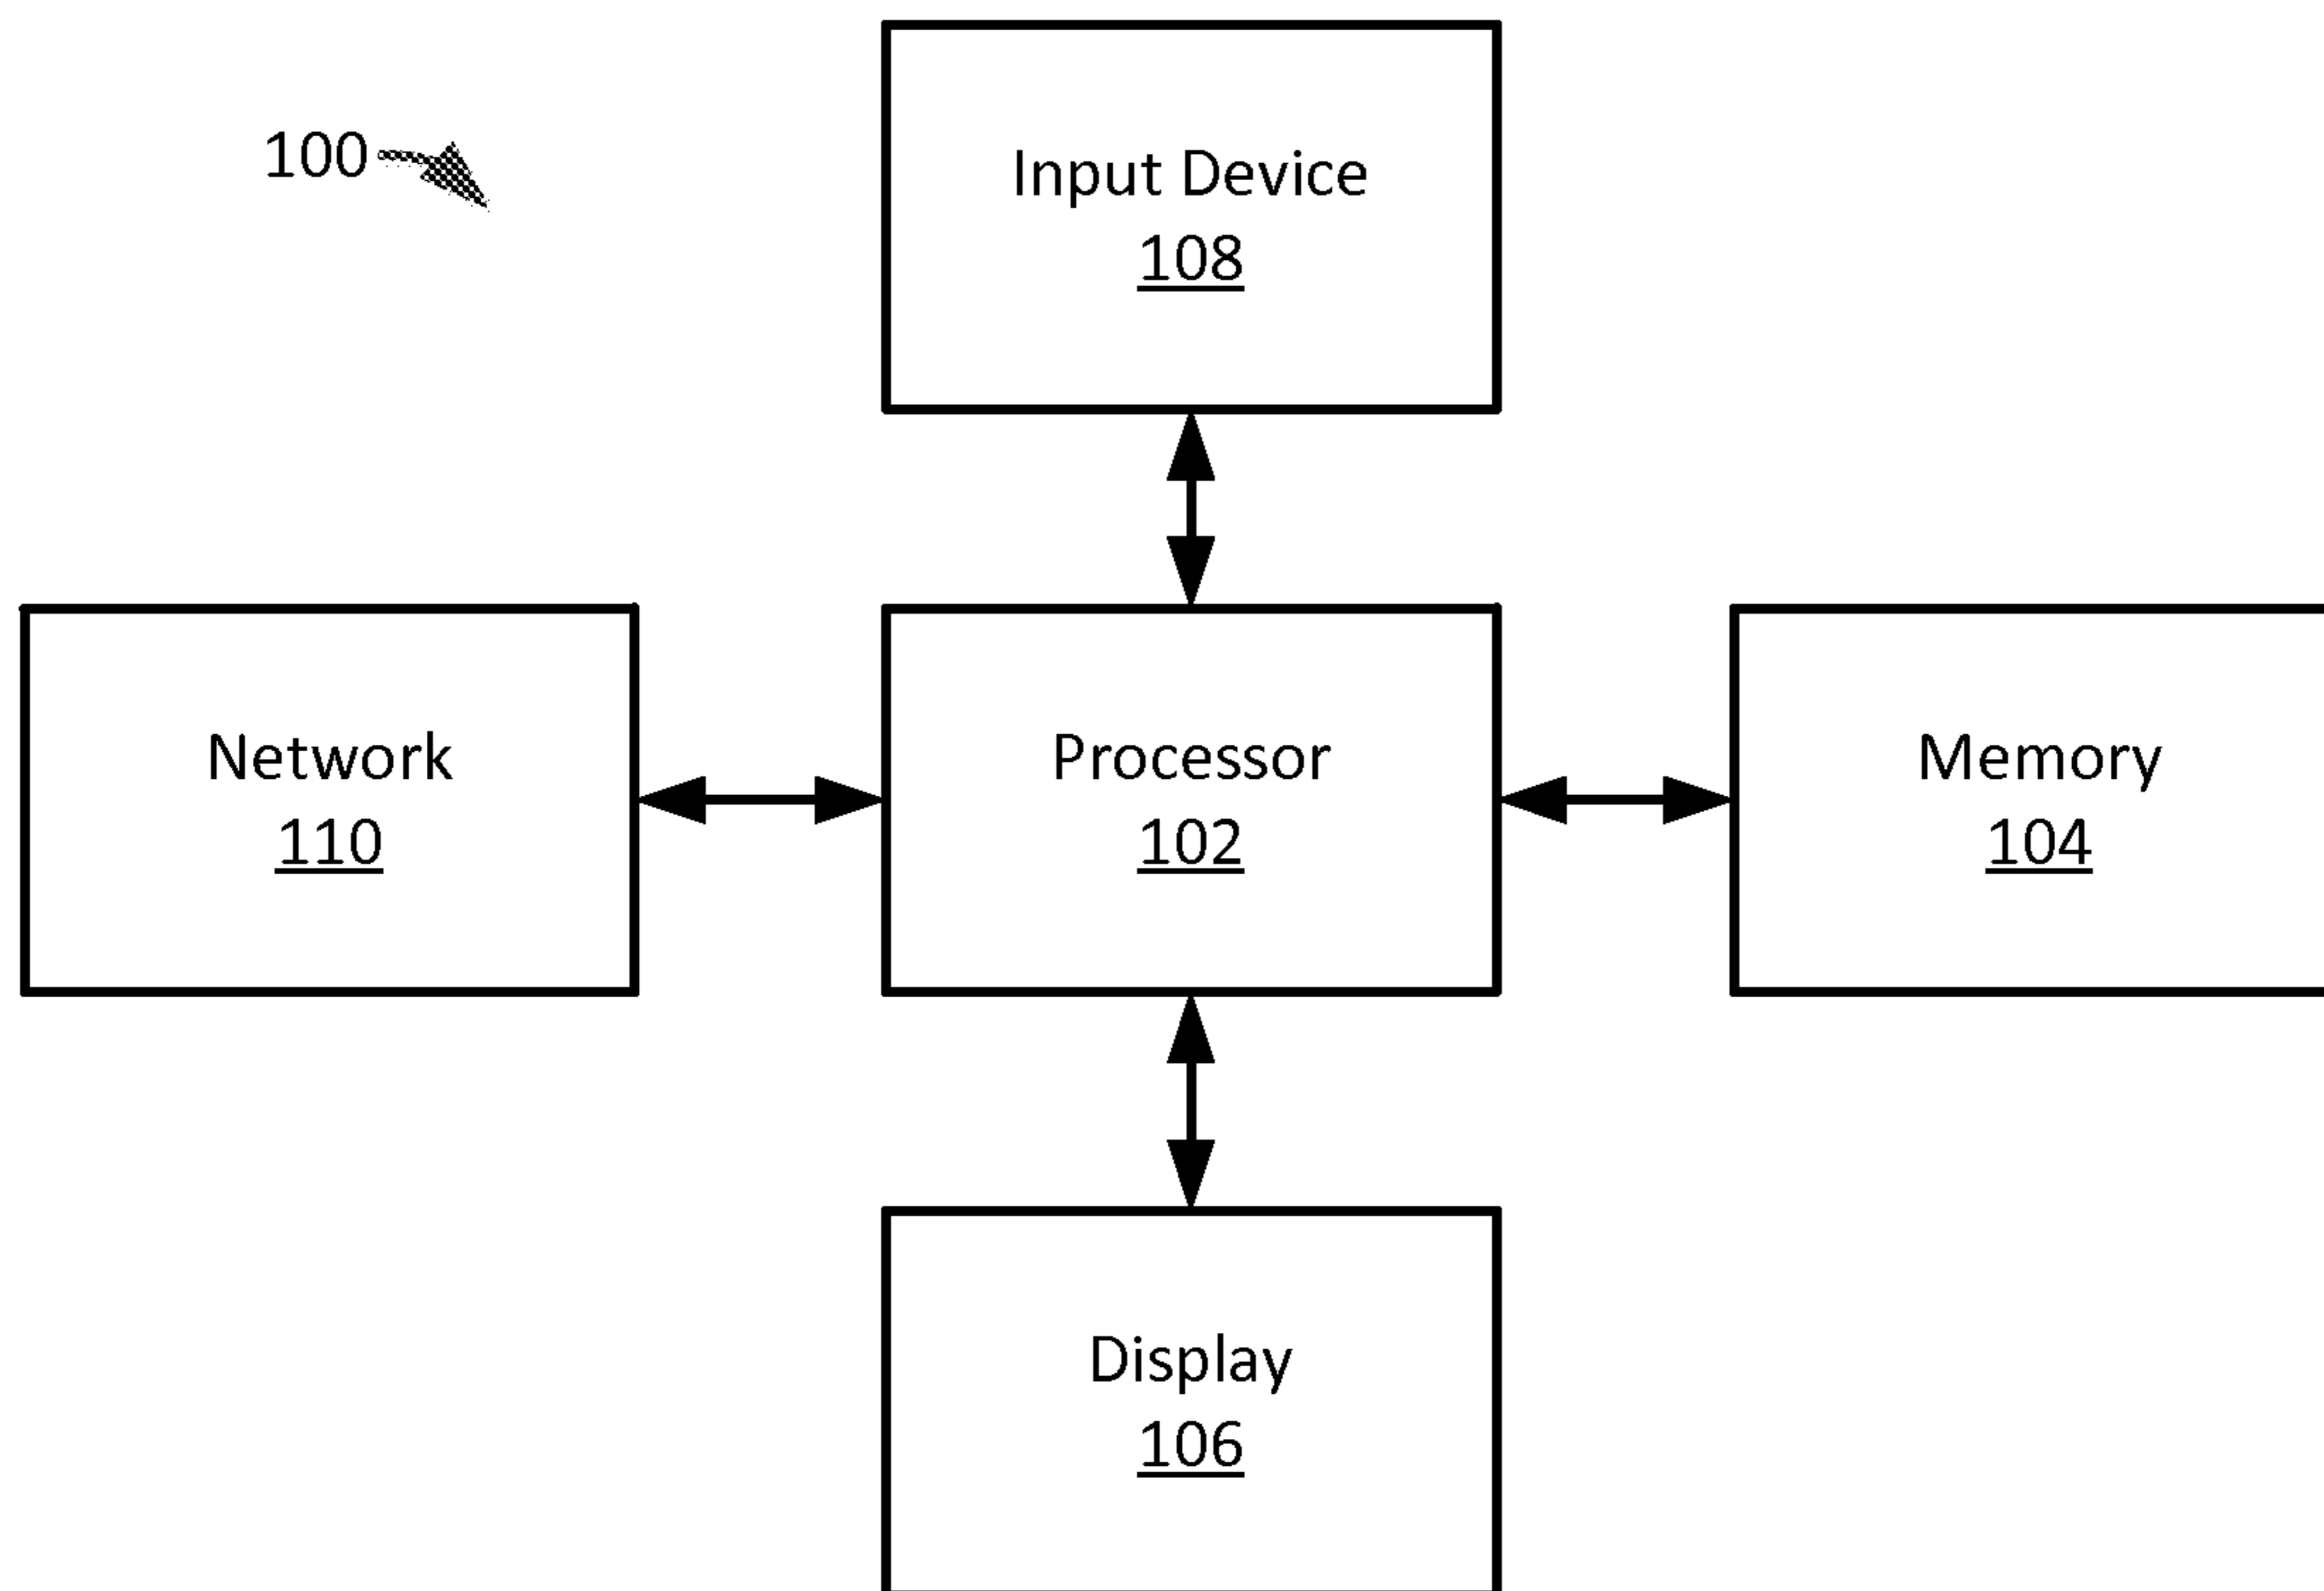 100
Input Device
108
Network
110
Processor
102
Memory
104
Display
106